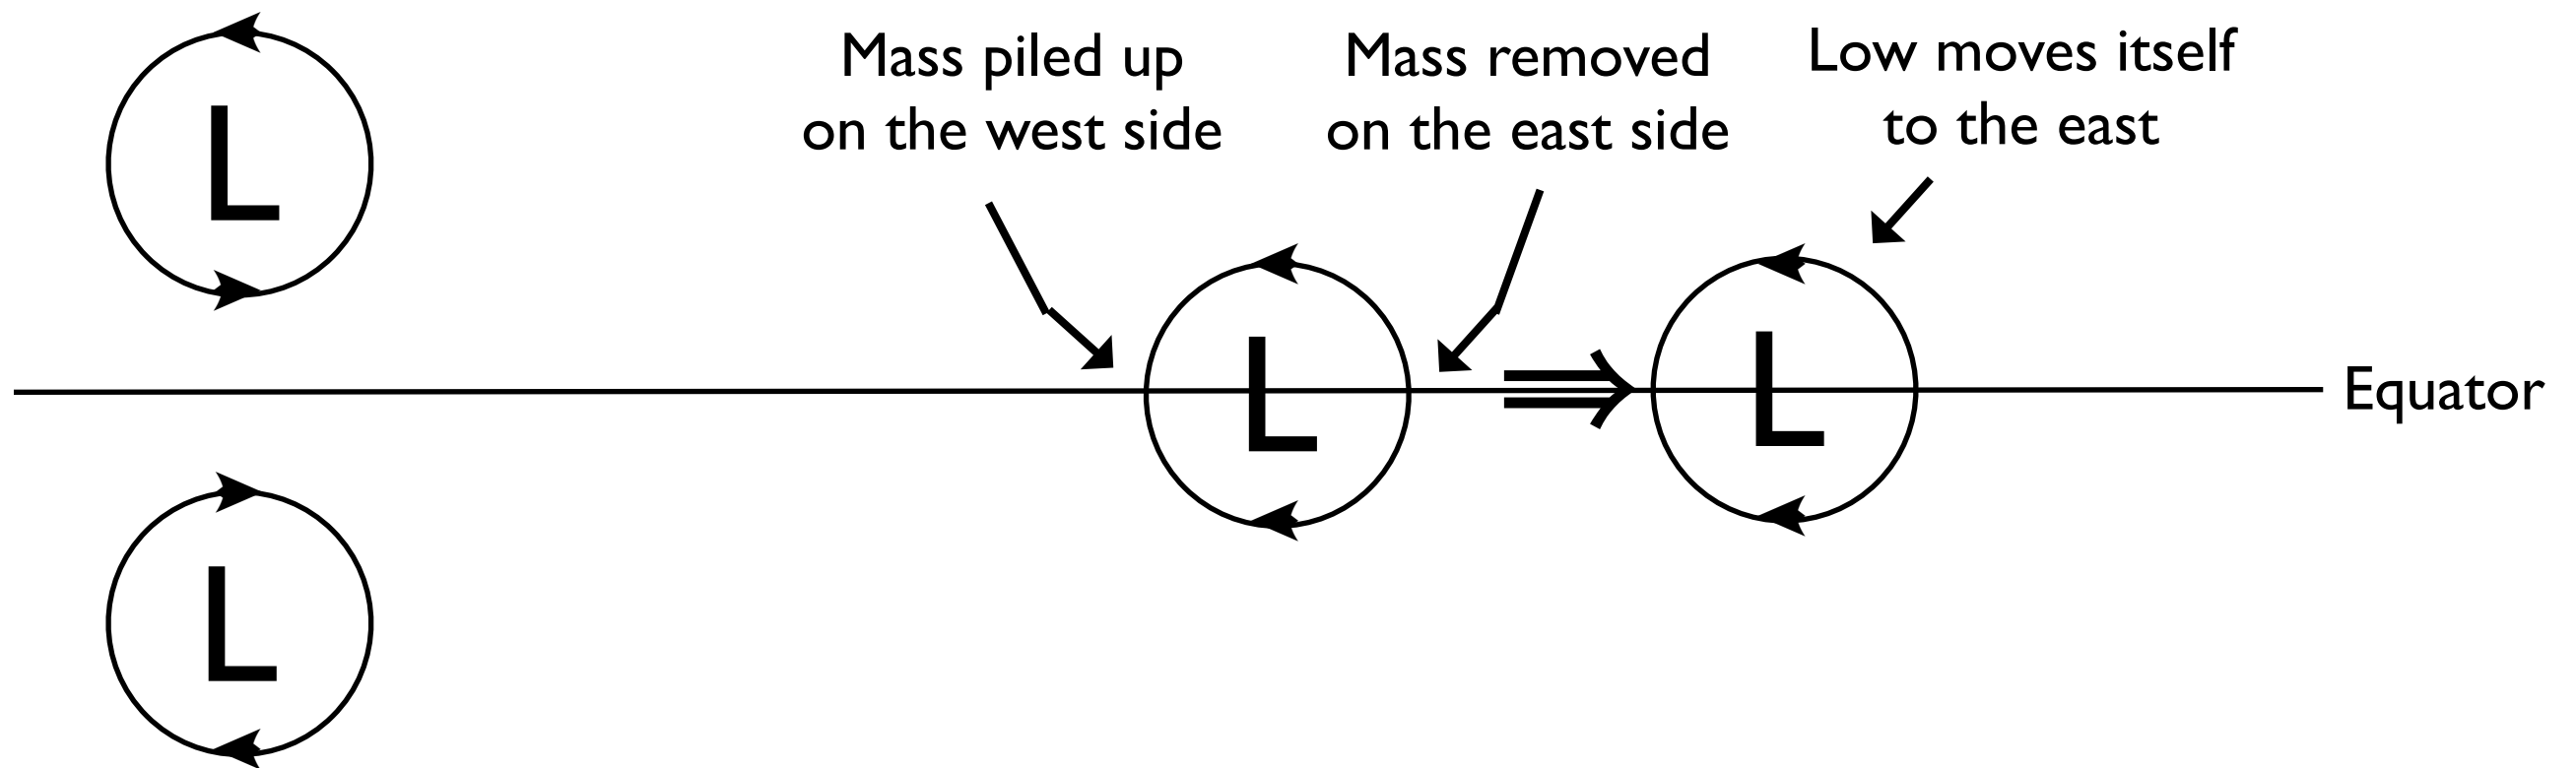 Mass piled up
on the west side
Mass removed
on the east side
Low moves itself
to the east
L
L
L
Equator
L